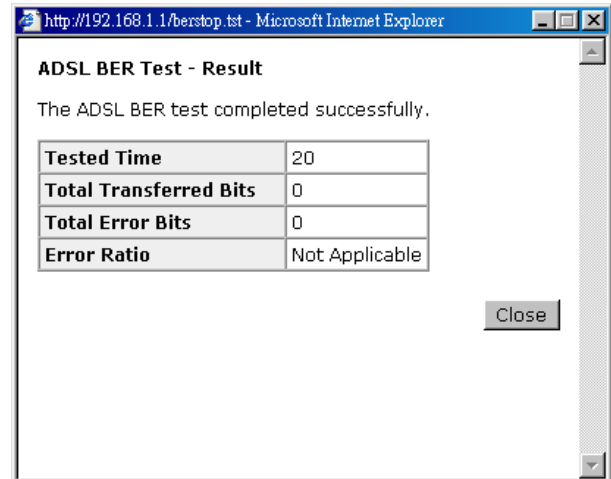 http://192.168.1.1/berstop.tst - Microsoft Internet Explorer
ADSL BER Test - Result
The ADSL BER test completed successfully.
Tested Time 20
Total Transferred Bits 0
Total Error Bits 0
Error Ratio Not Applicable
Close